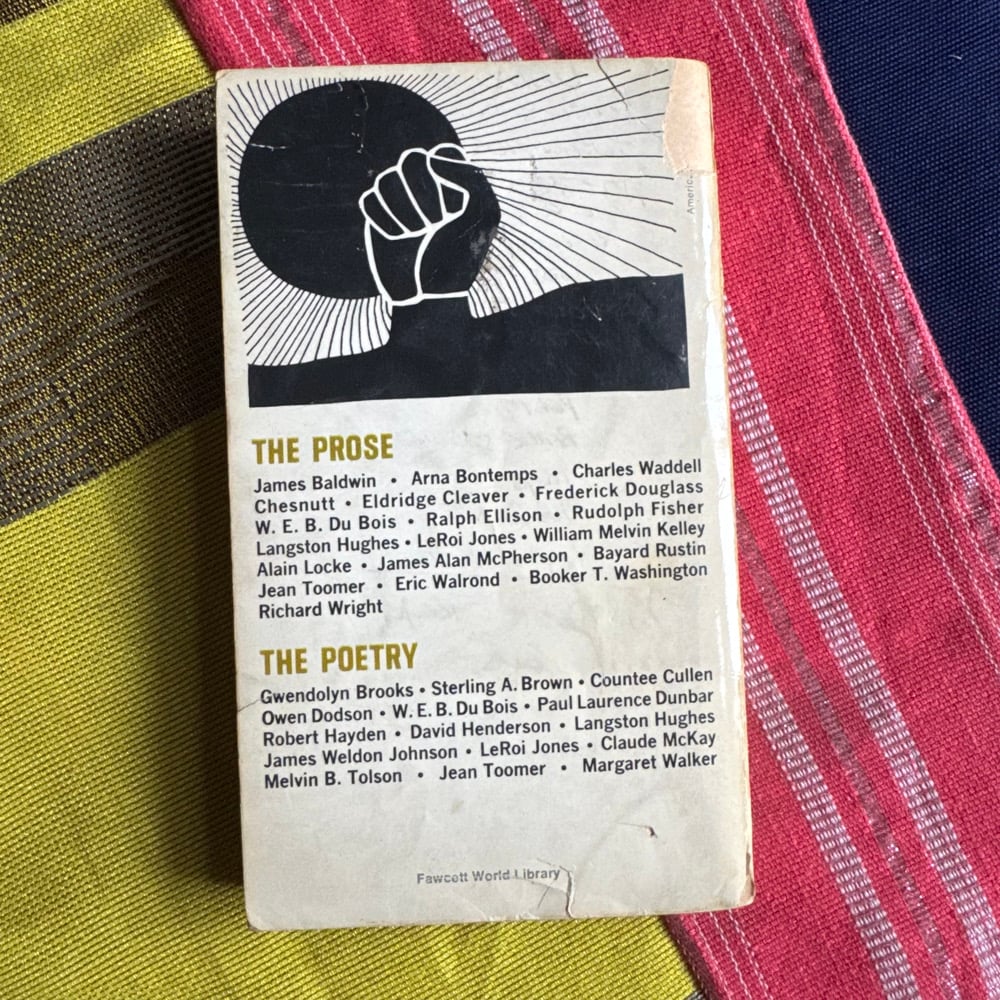 Americ
THE PROSE
James Baldwin • Arna Bontemps • Charles Waddell
Chesnutt • Eldridge Cleaver • Frederick Douglass
W. E. B. Du Bois • Ralph Ellison • Rudolph Fisher
Langston Hughes • LeRoi Jones • William Melvin Kelley
Alain Locke • James Alan McPherson • Bayard Rustin
Jean Toomer • Eric Walrond • Booker T. Washington
Richard Wright
THE POETRY
Gwendolyn Brooks • Sterling A. Brown • Countee Cullen
Owen Dodson • W. E. B. Du Bois • Paul Laurence Dunbar
Robert Hayden • David Henderson • Langston Hughes
James Weldon Johnson • LeRoi Jones • Claude McKay
Melvin B. Tolson • Jean Toomer • Margaret Walker
Fawcett World Library